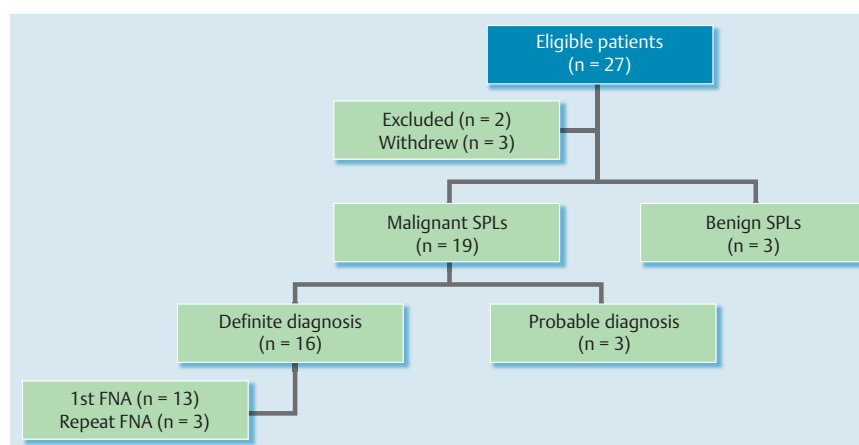 Eligible patients
(n = 27)
Excluded (n = 2)
Withdrew (n = 3)
Malignant SPLs
(n = 19)
Benign SPLs
(n = 3)
Definite diagnosis
(n = 16)
Probable diagnosis
(n = 3)
1st FNA (n = 13)
Repeat FNA (n = 3)